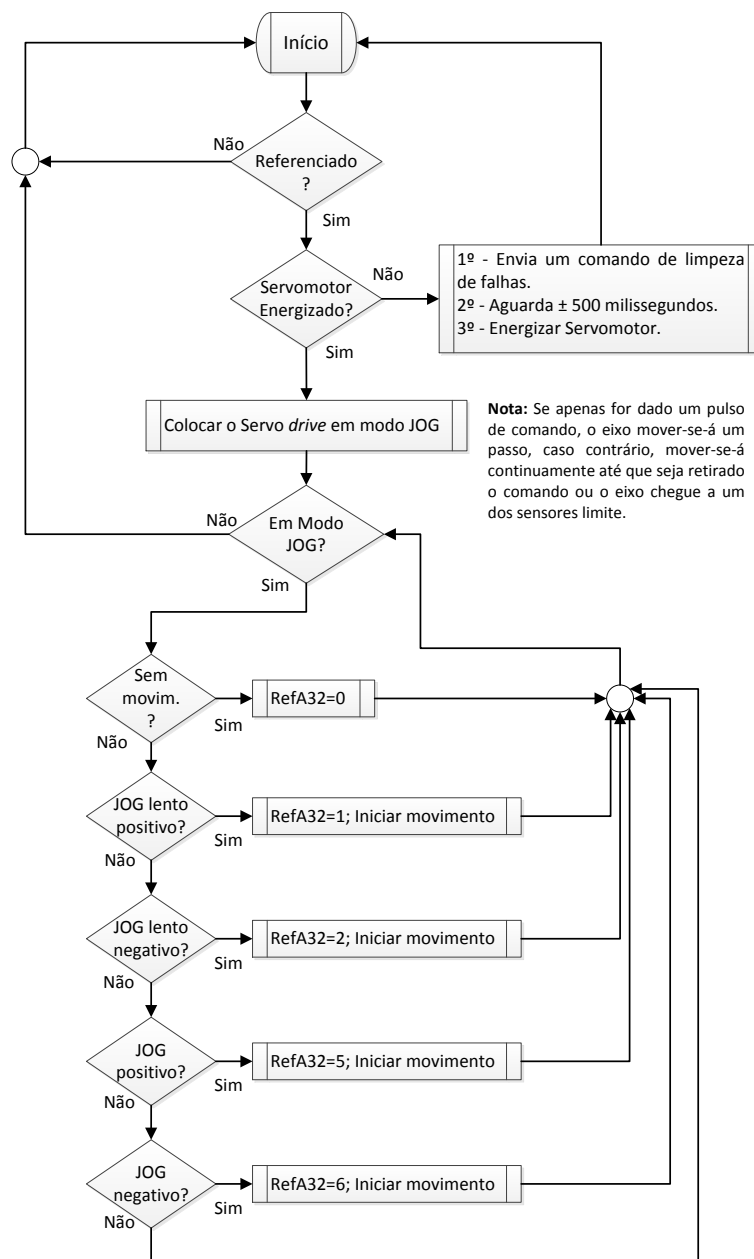 Início
Não
Referenciado
?
Sim
Servomotor
Energizado?
Não
Sim
1º - Envia um comando de limpeza
de falhas.
2º - Aguarda ± 500 milissegundos.
3º - Energizar Servomotor.
Colocar o Servo drive em modo JOG
Nota: Se apenas for dado um pulso
de comando, o eixo mover-se-á um
passo, caso contrário, mover-se-á
continuamente até que seja retirado
o comando ou o eixo chegue a um
dos sensores limite.
Não
Em Modo
JOG?
Sim
Sem
movim.
?
Sim
Não
RefA32=0
JOG lento
positivo?
Sim
Não
RefA32=1; Iniciar movimento
JOG lento
negativo?
Sim
Não
RefA32=2; Iniciar movimento
JOG
positivo?
Sim
Não
RefA32=5; Iniciar movimento
JOG
negativo?
Sim
Não
RefA32=6; Iniciar movimento